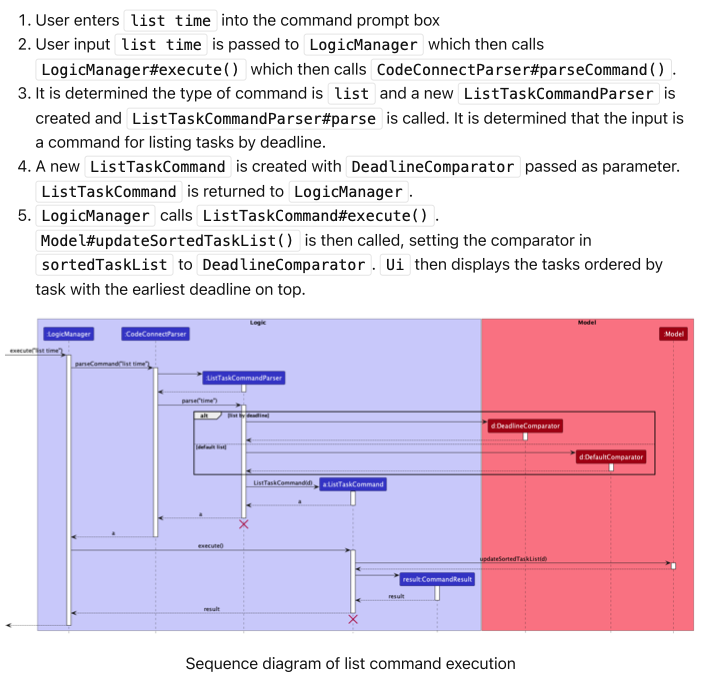 1. User enters list time into the command prompt box
2. User input list time is passed to LogicManager which then calls
LogicManager#execute() which then calls CodeConnectParser#parseCommand() .
3. It is determined the type of command is list and a new ListTaskCommandParser is
created and ListTaskCommandParser#parse is called. It is determined that the input is
a command for listing tasks by deadline.
4. A new ListTaskCommand is created with DeadlineComparator passed as parameter.
ListTaskCommand is returned to LogicManager .
5. LogicManager calls ListTaskCommand#execute() .
Model#updateSortedTaskList() is then called, setting the comparator in
sortedTaskList to DeadlineComparator . Ui then displays the tasks ordered by
task with the earliest deadline on top.
Logic
Model
:LogicManager
:CodeConnectParser
:Model
execute("list time")
parseCommand("list time")
:ListTaskCommandParser
parse("time")
alt
[list by deadline]
d:DeadlineComparator
[default list]
d:DefaultComparator
ListTaskCommand(d)
a:ListTaskCommand
a
a
a
execute()
updateSortedTaskList(d)
result:CommandResult
result
result
Sequence diagram of list command execution